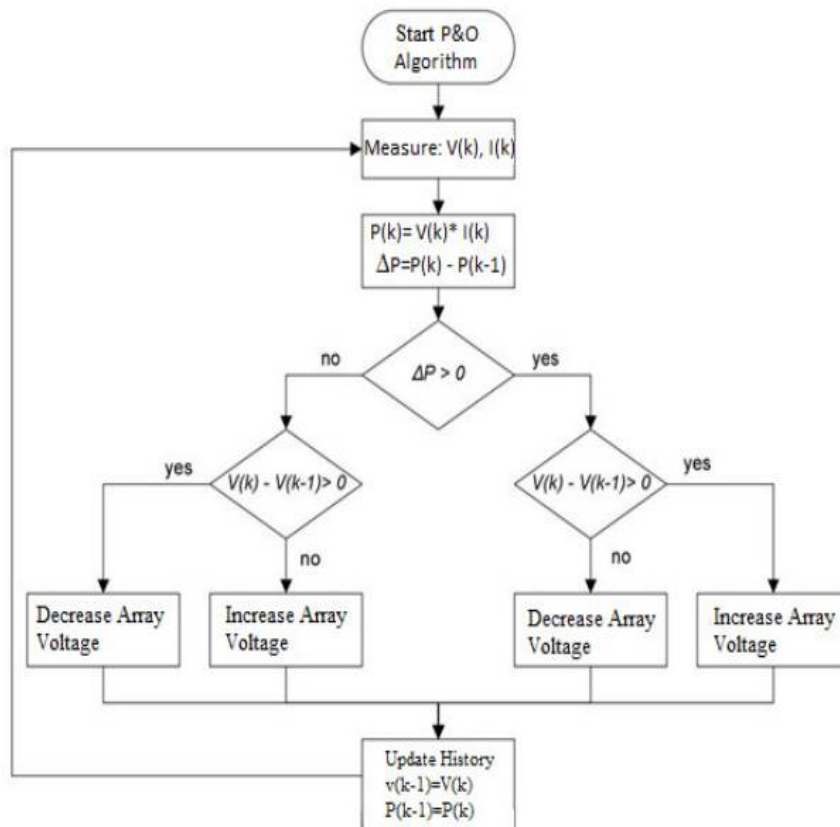 Start P&O
Algorithm
Measure: V(k), I(k)
P(k)= V(k)* I(k)
ΔP=P(k) - P(k-1)
ΔP > 0
no
yes
V(k) - V(k-1)> 0
yes
no
V(k) - V(k-1)> 0
yes
no
Decrease Array
Voltage
Increase Array
Voltage
Decrease Array
Voltage
Increase Array
Voltage
Update History
v(k-1)=V(k)
P(k-1)=P(k)